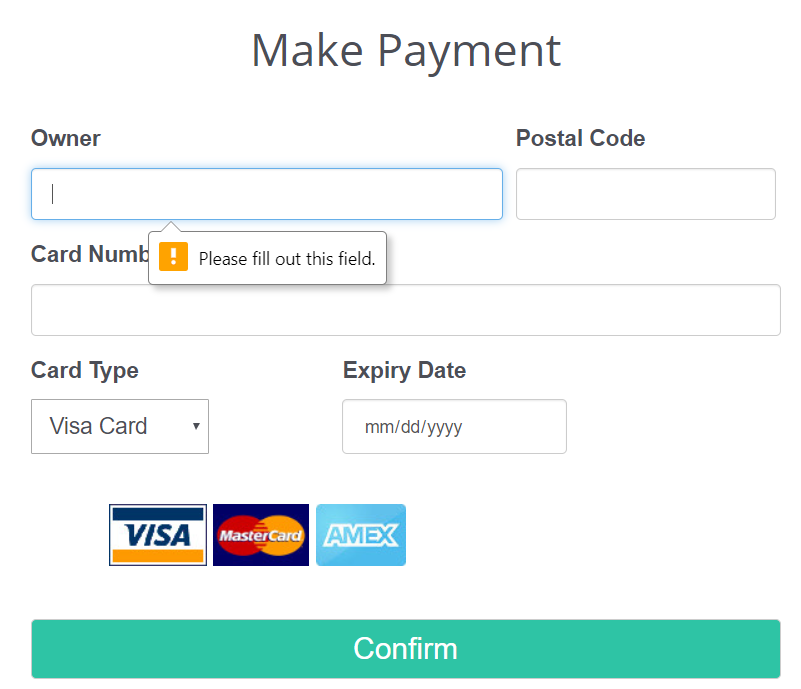 Make Payment
Owner
Postal Code
Please fill out this field.
Card Numb
Card Type
Expiry Date
Visa Card
mm/dd/yyyy
VISA
MasterCard
AMEX
Confirm